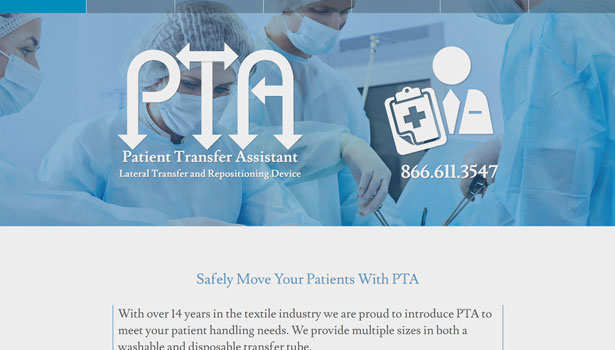 PTA
Patient Transfer Assistant
Lateral Transfer and Repositioning Device
866.611.3547
Safely Move Your Patients With PTA
With over 14 years in the textile industry we are proud to introduce PTA to
meet your patient handling needs. We provide multiple sizes in both a
washable and disposable transfer tube.